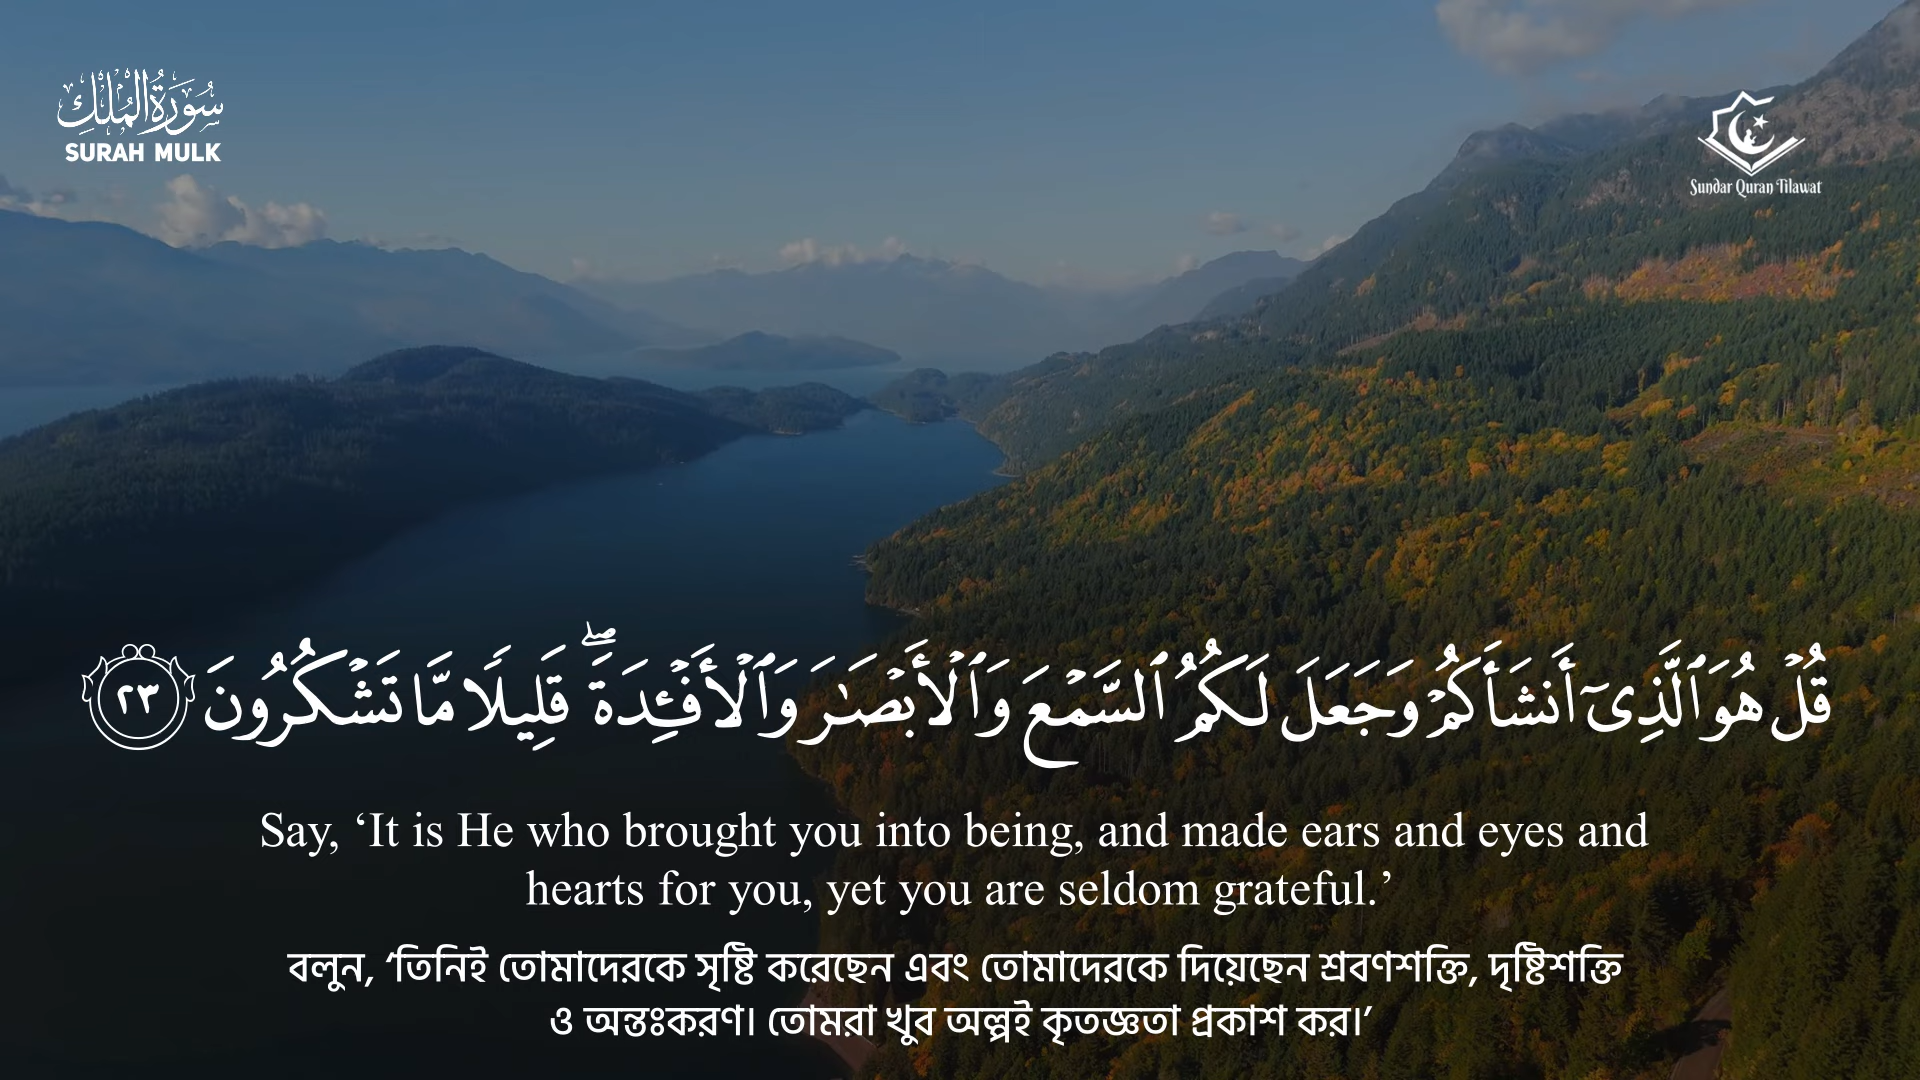 سُورَةُ الْمُلْكِ
SURAH MULK
Sundar Quran Tilawat
قُلْ هُوَ ٱلَّذِىٓ أَنشَأَكُمْ وَجَعَلَ لَكُمُ ٱلسَّمْعَ وَٱلْأَبْصَـٰرَ وَٱلْأَفْـِٔدَةَ ۖ قَلِيلًا مَّا تَشْكُرُونَ ٢٣
Say, ‘It is He who brought you into being, and made ears and eyes and
hearts for you, yet you are seldom grateful.’
বলুন, ‘তিনিই তোমাদেরকে সৃষ্টি করেছেন এবং তোমাদেরকে দিয়েছেন শ্রবণশক্তি, দৃষ্টিশক্তি
ও অন্তঃকরণ। তোমরা খুব অল্পই কৃতজ্ঞতা প্রকাশ কর।’